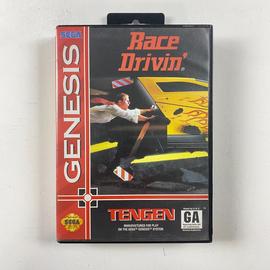 SEGA
Race
Drivin'
GENESIS
TENGEN
MANUFACTURED FOR PLAY
ON THE SEGA GENESIS SYSTEM
GA
SEGA